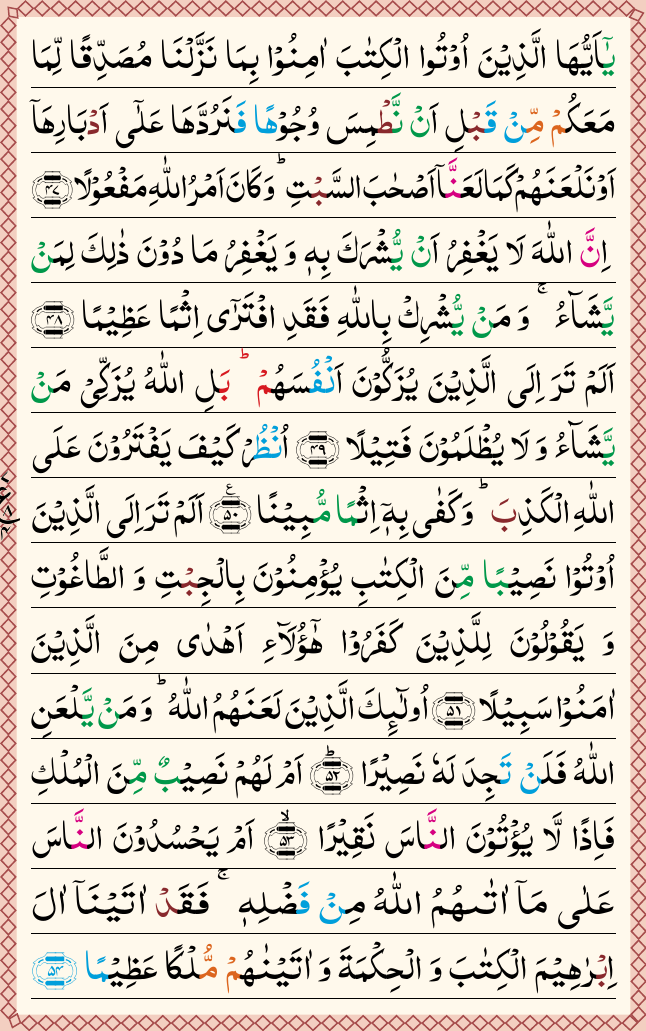 يٰۤاَيُّهَا الَّذِيْنَ اُوْتُوا الْكِتٰبَ اٰمِنُوْا بِمَا نَزَّلْنَا مُصَدِّقًا لِّمَا
مَعَكُمْ مِّنْ قَبْلِ اَنْ نَّطْمِسَ وُجُوْهًا فَنَرُدَّهَا عَلٰٓى اَدْبَارِهَاۤ
اَوْ نَلْعَنَهُمْ كَمَا لَعَنَّاۤ اَصْحٰبَ السَّبْتِ ؕ وَ كَانَ اَمْرُ اللّٰهِ مَفْعُوْلًا ﴿۴۷﴾
اِنَّ اللّٰهَ لَا يَغْفِرُ اَنْ يُّشْرَكَ بِهٖ وَ يَغْفِرُ مَا دُوْنَ ذٰلِكَ لِمَنْ
يَّشَآءُ ۚ وَ مَنْ يُّشْرِكْ بِاللّٰهِ فَقَدِ افْتَرٰۤى اِثْمًا عَظِيْمًا ﴿۴۸﴾
اَلَمْ تَرَ اِلَى الَّذِيْنَ يُزَكُّوْنَ اَنْفُسَهُمْ ؕ بَلِ اللّٰهُ يُزَكِّيْ مَنْ
يَّشَآءُ وَ لَا يُظْلَمُوْنَ فَتِيْلًا ﴿۴۹﴾ اُنْظُرْ كَيْفَ يَفْتَرُوْنَ عَلَى
اللّٰهِ الْكَذِبَ ؕ وَ كَفٰى بِهٖۤ اِثْمًا مُّبِيْنًا ﴿۵۰﴾ اَلَمْ تَرَ اِلَى الَّذِيْنَ
اُوْتُوْا نَصِيْبًا مِّنَ الْكِتٰبِ يُؤْمِنُوْنَ بِالْجِبْتِ وَ الطَّاغُوْتِ
وَ يَقُوْلُوْنَ لِلَّذِيْنَ كَفَرُوْا هٰۤؤُلَآءِ اَهْدٰى مِنَ الَّذِيْنَ
اٰمَنُوْا سَبِيْلًا ﴿۵۱﴾ اُولٰٓىِٕكَ الَّذِيْنَ لَعَنَهُمُ اللّٰهُ ؕ وَ مَنْ يَّلْعَنِ
اللّٰهُ فَلَنْ تَجِدَ لَهٗ نَصِيْرًا ﴿۵۲﴾ؕ اَمْ لَهُمْ نَصِيْبٌ مِّنَ الْمُلْكِ
فَاِذًا لَّا يُؤْتُوْنَ النَّاسَ نَقِيْرًا ﴿۵۳﴾ۙ اَمْ يَحْسُدُوْنَ النَّاسَ
عَلٰى مَاۤ اٰتٰىهُمُ اللّٰهُ مِنْ فَضْلِهٖ ۚ فَقَدْ اٰتَيْنَاۤ اٰلَ
اِبْرٰهِيْمَ الْكِتٰبَ وَ الْحِكْمَةَ وَ اٰتَيْنٰهُمْ مُّلْكًا عَظِيْمًا ﴿۵۴﴾